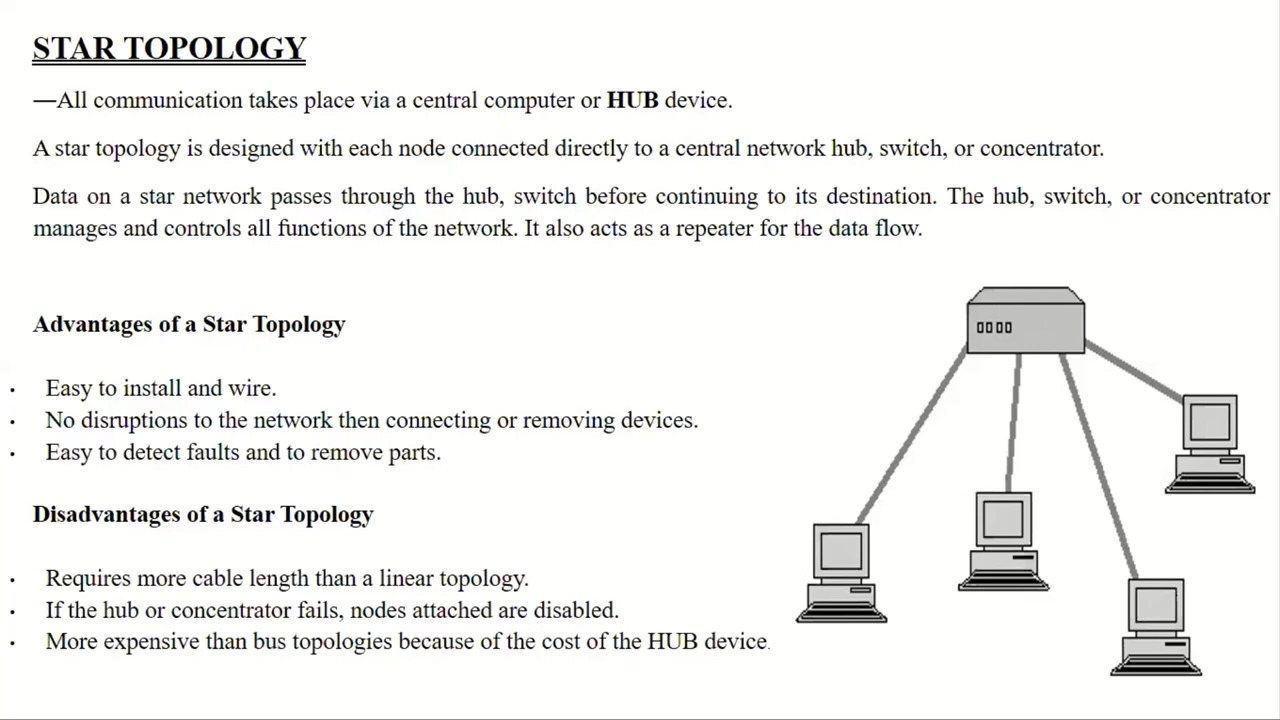 STAR TOPOLOGY
—All communication takes place via a central computer or HUB device.
A star topology is designed with each node connected directly to a central network hub, switch, or concentrator.
Data on a star network passes through the hub, switch before continuing to its destination. The hub, switch, or concentrator
manages and controls all functions of the network. It also acts as a repeater for the data flow.
Advantages of a Star Topology
• Easy to install and wire.
• No disruptions to the network then connecting or removing devices.
• Easy to detect faults and to remove parts.
Disadvantages of a Star Topology
• Requires more cable length than a linear topology.
• If the hub or concentrator fails, nodes attached are disabled.
• More expensive than bus topologies because of the cost of the HUB device.